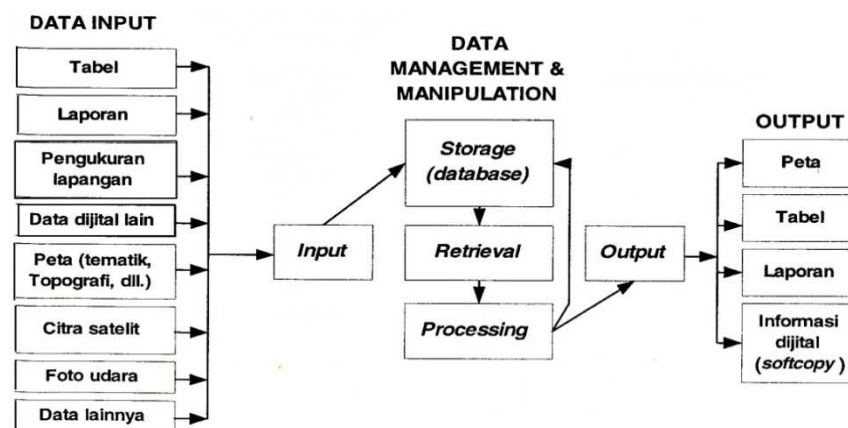 DATA INPUT
Tabel
Laporan
Pengukuran
lapangan
Data dijital lain
Peta (tematik,
Topografi, dll.)
Citra satelit
Foto udara
Data lainnya
Input
DATA
MANAGEMENT &
MANIPULATION
Storage
(database)
Retrieval
Processing
Output
OUTPUT
Peta
Tabel
Laporan
Informasi
dijital
(softcopy)